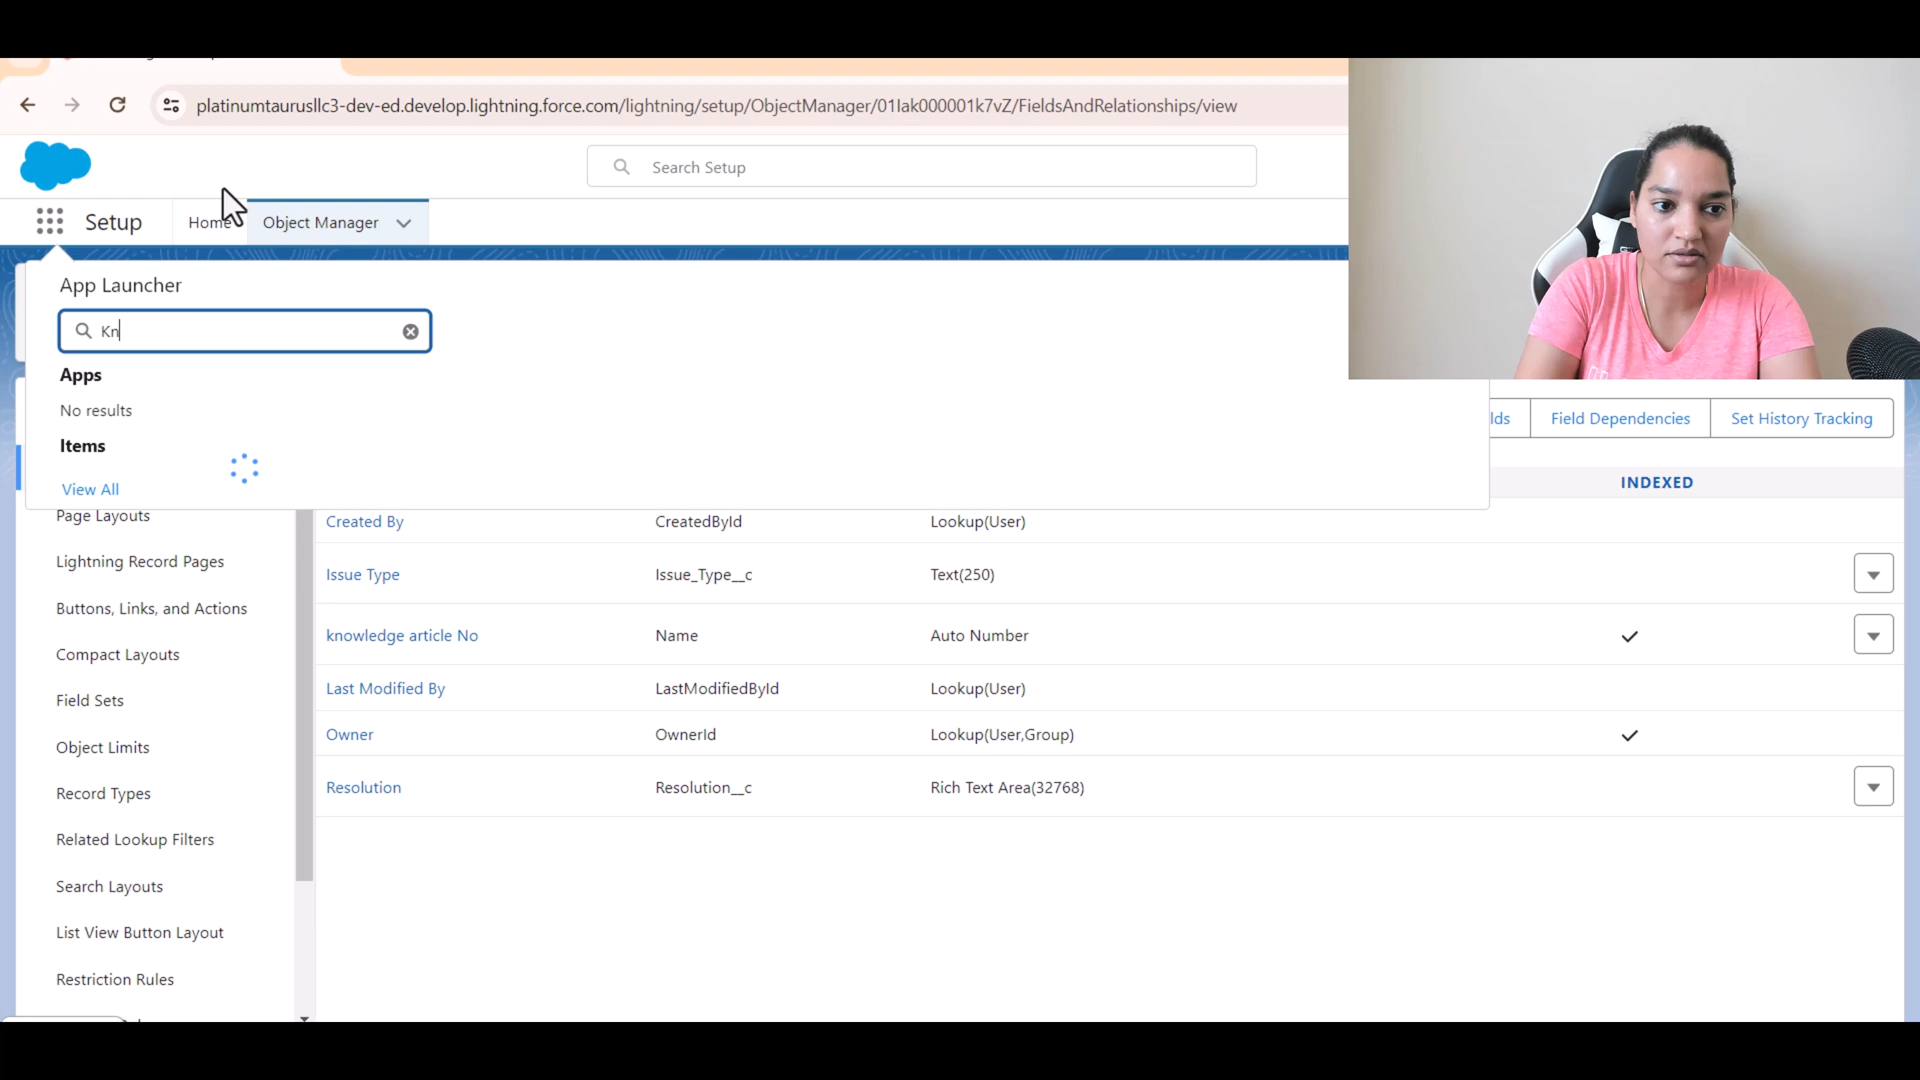 platinumtaurusllc3-dev-ed.develop.lightning.force.com/lightning/setup/ObjectManager/01Iak000001k7vZ/FieldsAndRelationships/view
Search Setup
Setup
Home
Object Manager
App Launcher
Kn
Apps
No results
Items
View All
lds
Field Dependencies
Set History Tracking
INDEXED
Page Layouts
Lightning Record Pages
Buttons, Links, and Actions
Compact Layouts
Field Sets
Object Limits
Record Types
Related Lookup Filters
Search Layouts
List View Button Layout
Restriction Rules
Created By CreatedById Lookup(User)
Issue Type Issue_Type__c Text(250)
knowledge article No Name Auto Number
Last Modified By LastModifiedById Lookup(User)
Owner OwnerId Lookup(User,Group)
Resolution Resolution__c Rich Text Area(32768)